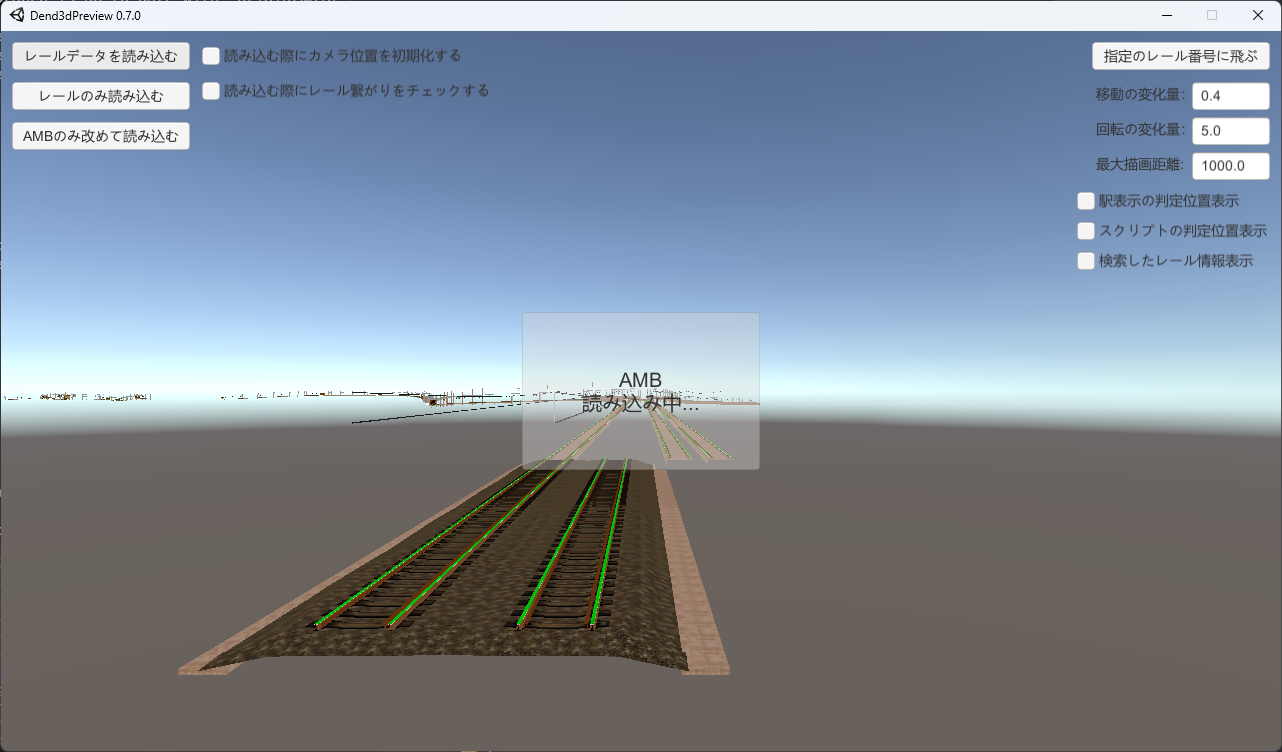 Dend3dPreview 0.7.0
レールデータを読み込む
読み込む際にカメラ位置を初期化する
指定のレール番号に飛ぶ
レールのみ読み込む
読み込む際にレール繋がりをチェックする
移動の変化量: 0.4
AMBのみ改めて読み込む
回転の変化量: 5.0
最大描画距離: 1000.0
駅表示の判定位置表示
スクリプトの判定位置表示
検索したレール情報表示
AMB
読み込み中...